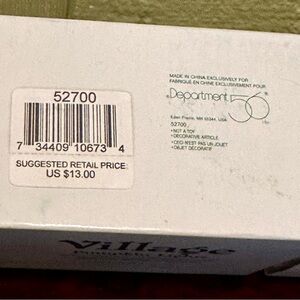 52700
7 34409 10673 4
SUGGESTED RETAIL PRICE
US $13.00
MADE IN CHINA EXCLUSIVELY FOR
FABRIQUÉ EN CHINE EXCLUSIVEMENT POUR
Department 56
Eden Prairie, MN 55344, USA
52700
• NOT A TOY
• DECORATIVE ARTICLE
• CECI N'EST PAS UN JOUET
• OBJET DÉCORATIF
Village